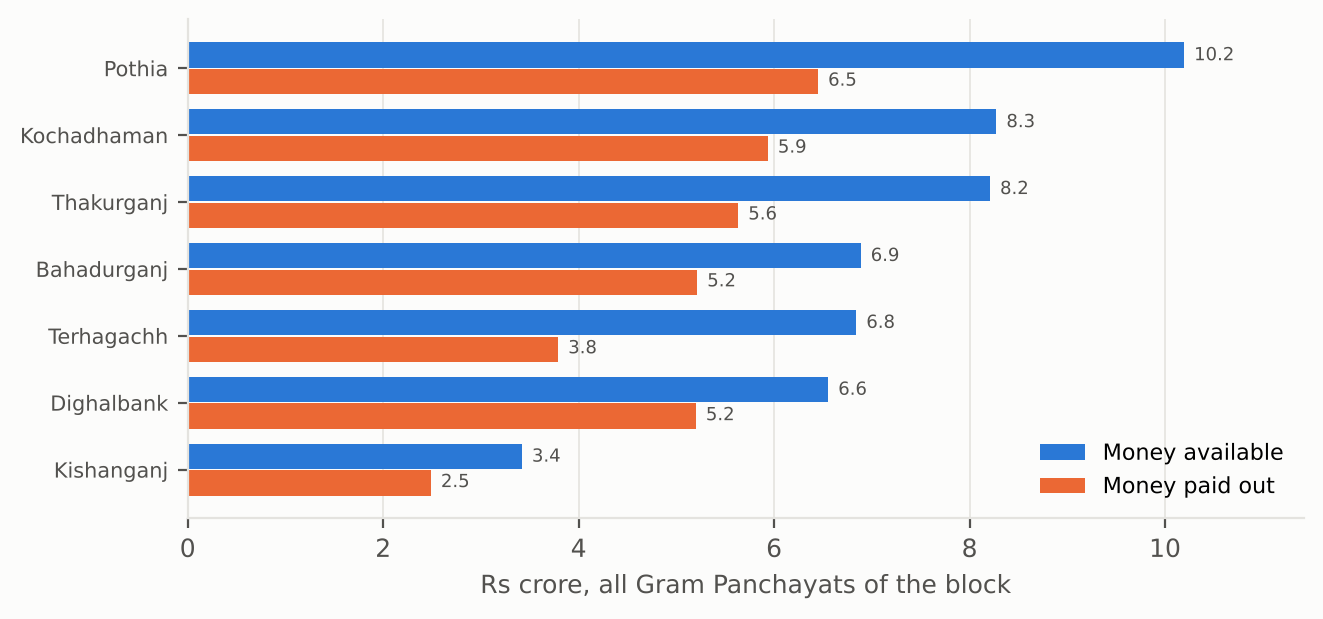 Pothia
10.2
6.5
Kochadhaman
8.3
5.9
Thakurganj
8.2
5.6
Bahadurganj
6.9
5.2
Terhagachh
6.8
3.8
Dighalbank
6.6
5.2
Kishanganj
3.4
2.5
Money available
Money paid out
0 2 4 6 8 10
Rs crore, all Gram Panchayats of the block